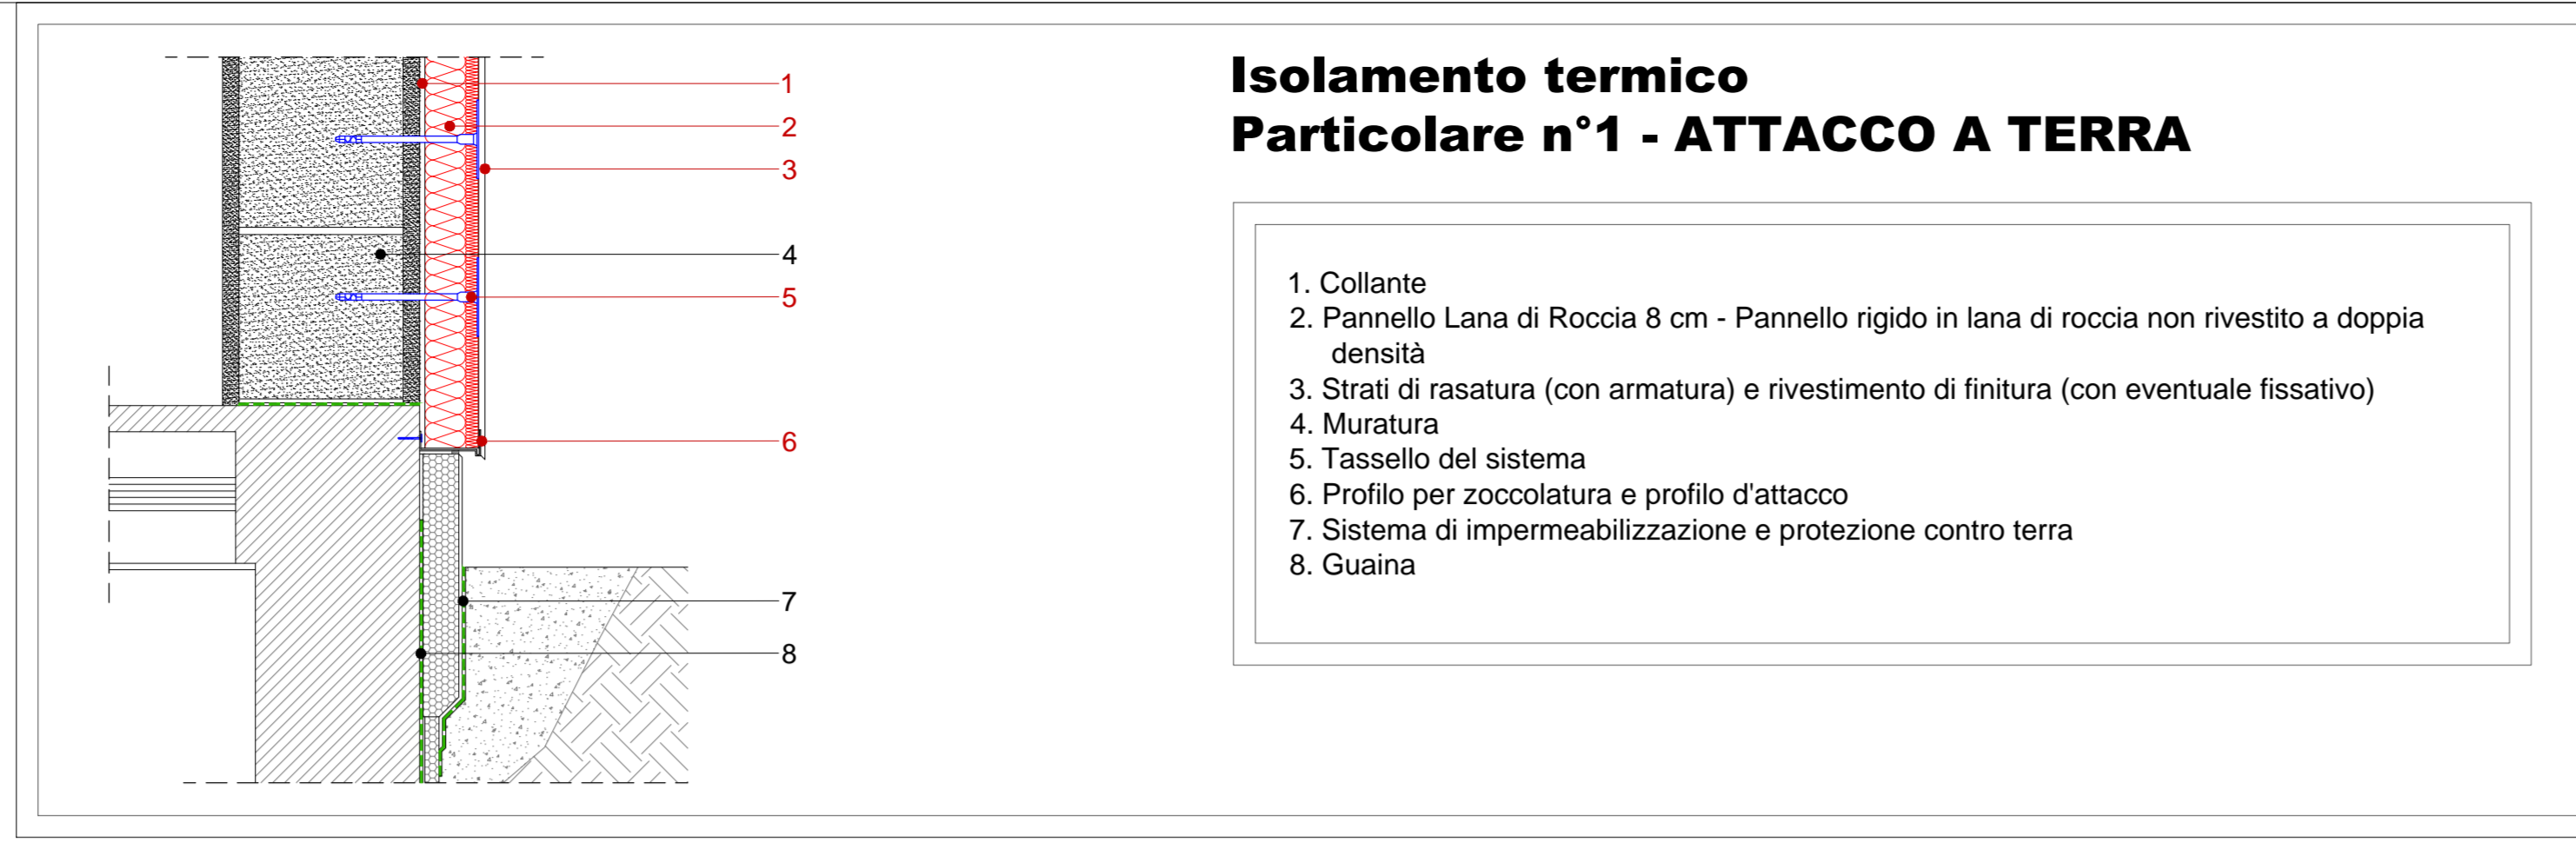 Isolamento termico
Particolare n°1 - ATTACCO A TERRA
1
2
3
4
5
6
7
8
1. Collante
2. Pannello Lana di Roccia 8 cm - Pannello rigido in lana di roccia non rivestito a doppia
densità
3. Strati di rasatura (con armatura) e rivestimento di finitura (con eventuale fissativo)
4. Muratura
5. Tassello del sistema
6. Profilo per zoccolatura e profilo d'attacco
7. Sistema di impermeabilizzazione e protezione contro terra
8. Guaina